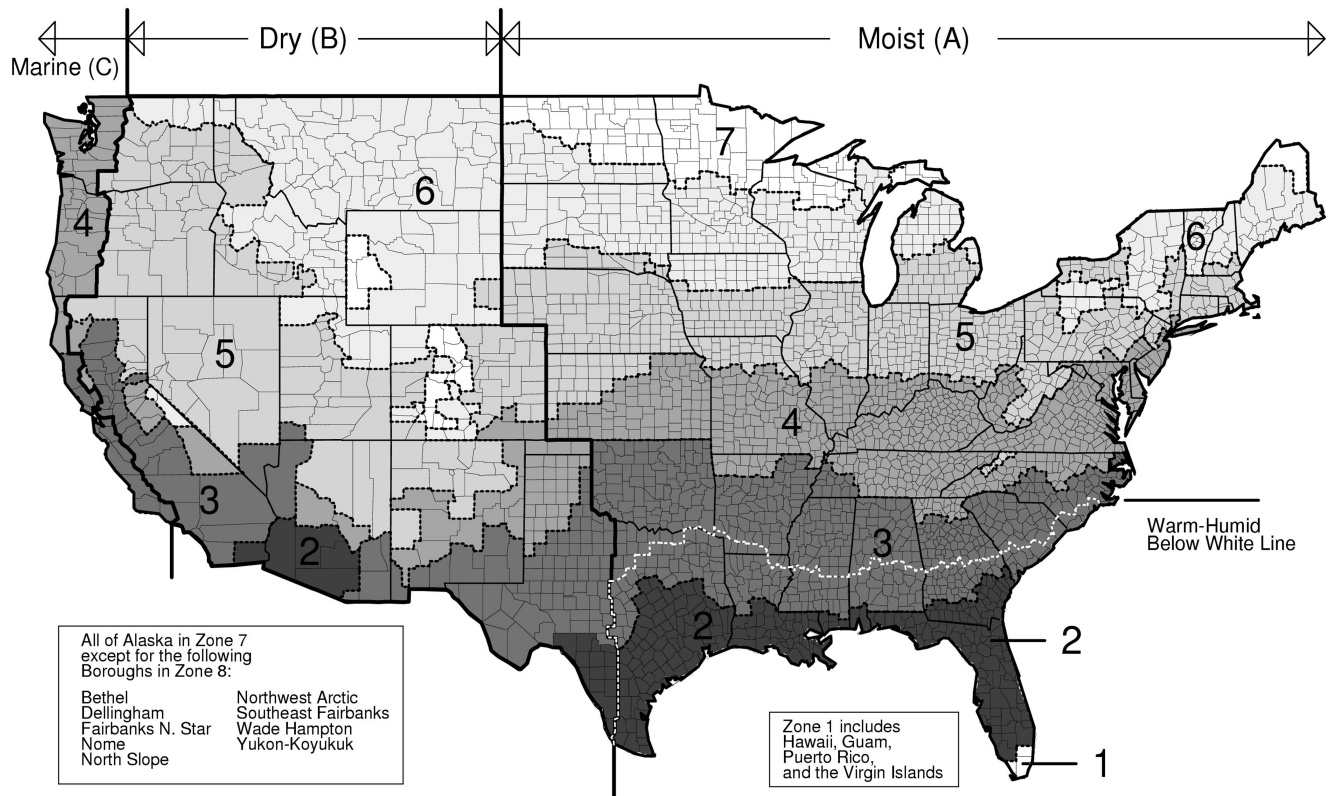 Marine (C)
Dry (B)
Moist (A)
7
6
4
6
5
5
4
3
3
2
2
2
1
Warm-Humid
Below White Line
All of Alaska in Zone 7
except for the following
Boroughs in Zone 8:
Bethel
Dellingham
Fairbanks N. Star
Nome
North Slope
Northwest Arctic
Southeast Fairbanks
Wade Hampton
Yukon-Koyukuk
Zone 1 includes
Hawaii, Guam,
Puerto Rico,
and the Virgin Islands